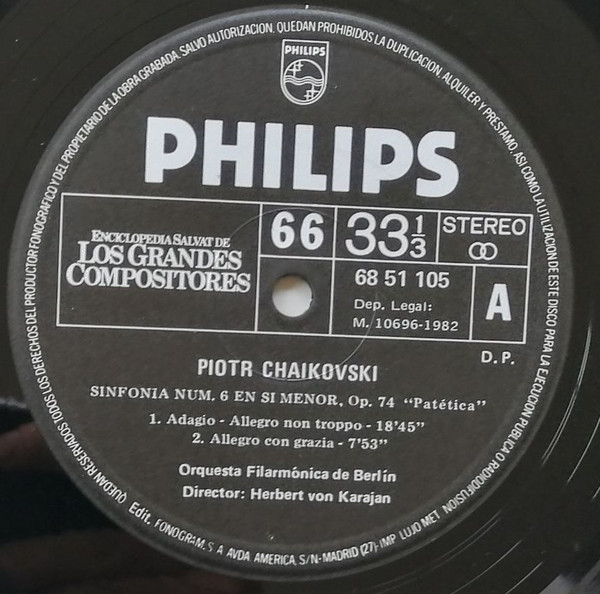 QUEDAN RESERVADOS TODOS LOS DERECHOS DEL PRODUCTOR FONOGRAFICO Y DEL PROPIETARIO DE LA OBRA GRABADA. SALVO AUTORIZACION. QUEDAN PROHIBIDOS LA DUPLICACION, ALQUILER Y PRESTAMO, ASI COMO LA UTILIZACION DE ESTE DISCO PARA LA EJECUCION PUBLICA O RADIODIFUSION
PHILIPS
PHILIPS
ENCICLOPEDIA SALVAT DE
LOS GRANDES
COMPOSITORES
66
33 1/3
STEREO
68 51 105
Dep. Legal:
M. 10696-1982
A
D. P.
PIOTR CHAIKOVSKI
SINFONIA NUM. 6 EN SI MENOR, Op. 74 “Patética”
1. Adagio - Allegro non troppo - 18'45"
2. Allegro con grazia - 7'53"
Orquesta Filarmónica de Berlín
Director: Herbert von Karajan
Edit. FONOGRAM, S A AVDA AMERICA, S/N-MADRID (27)-IMP LUJO MET